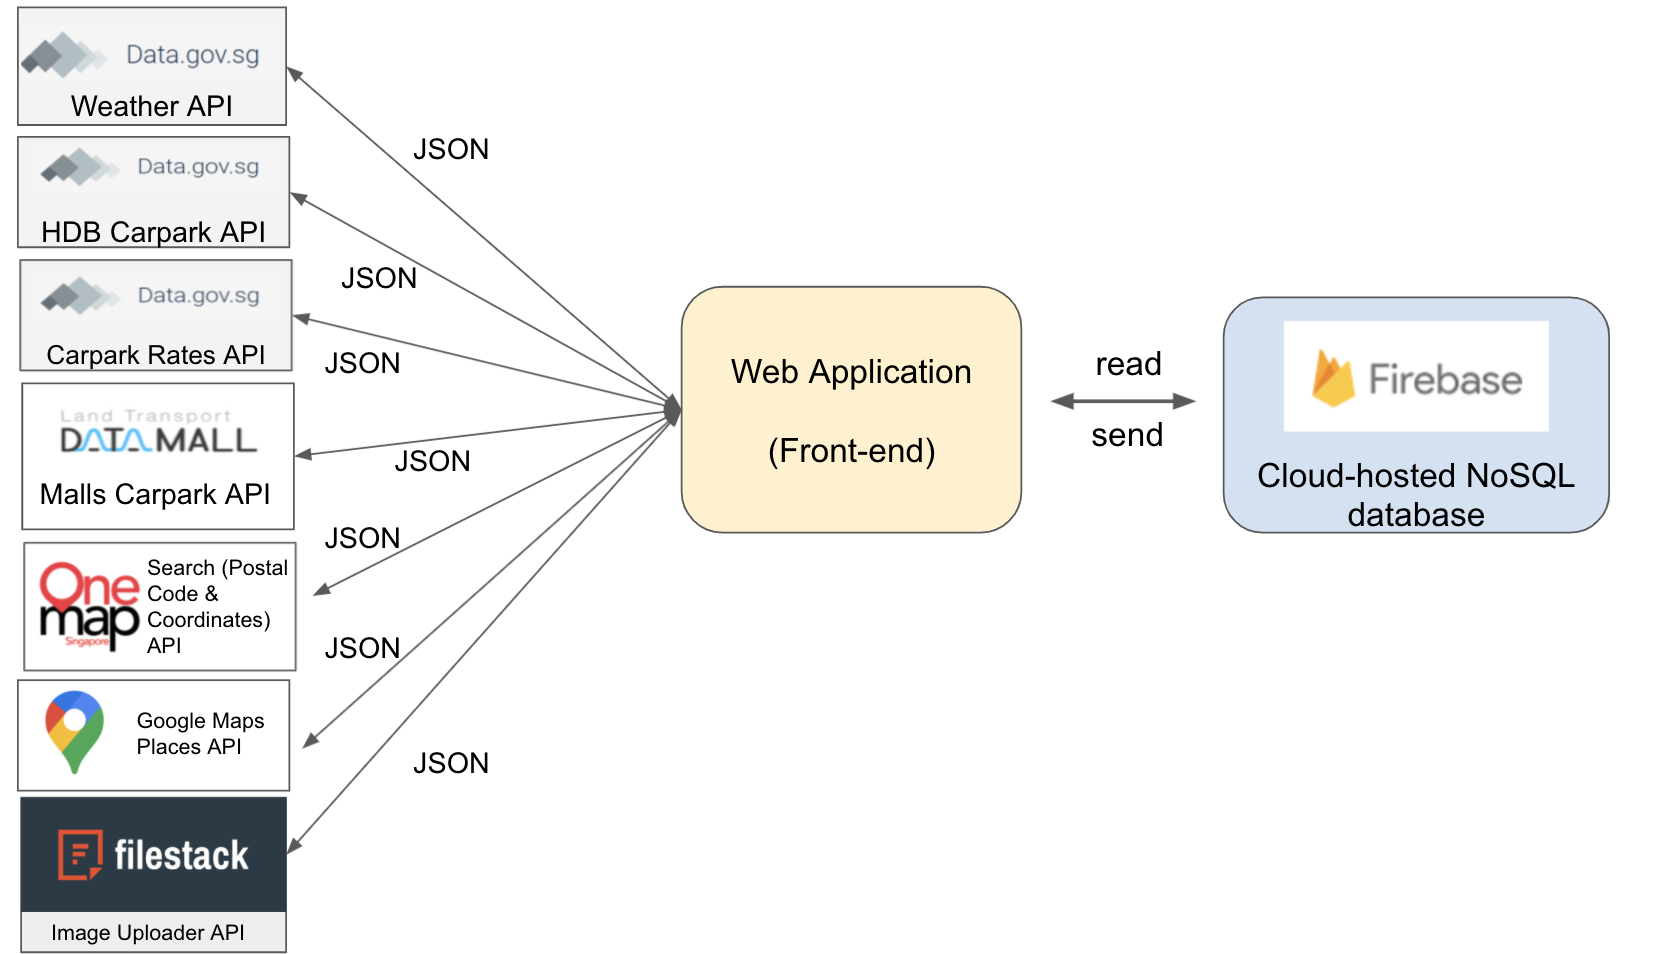 Data.gov.sg
Weather API
JSON
Data.gov.sg
HDB Carpark API
JSON
Data.gov.sg
Carpark Rates API
JSON
Land Transport
DATA MALL
Malls Carpark API
JSON
One
map
Singapore
Search (Postal
Code &
Coordinates)
API
JSON
Google Maps
Places API
JSON
filestack
Image Uploader API
JSON
Web Application
(Front-end)
read
send
Firebase
Cloud-hosted NoSQL
database